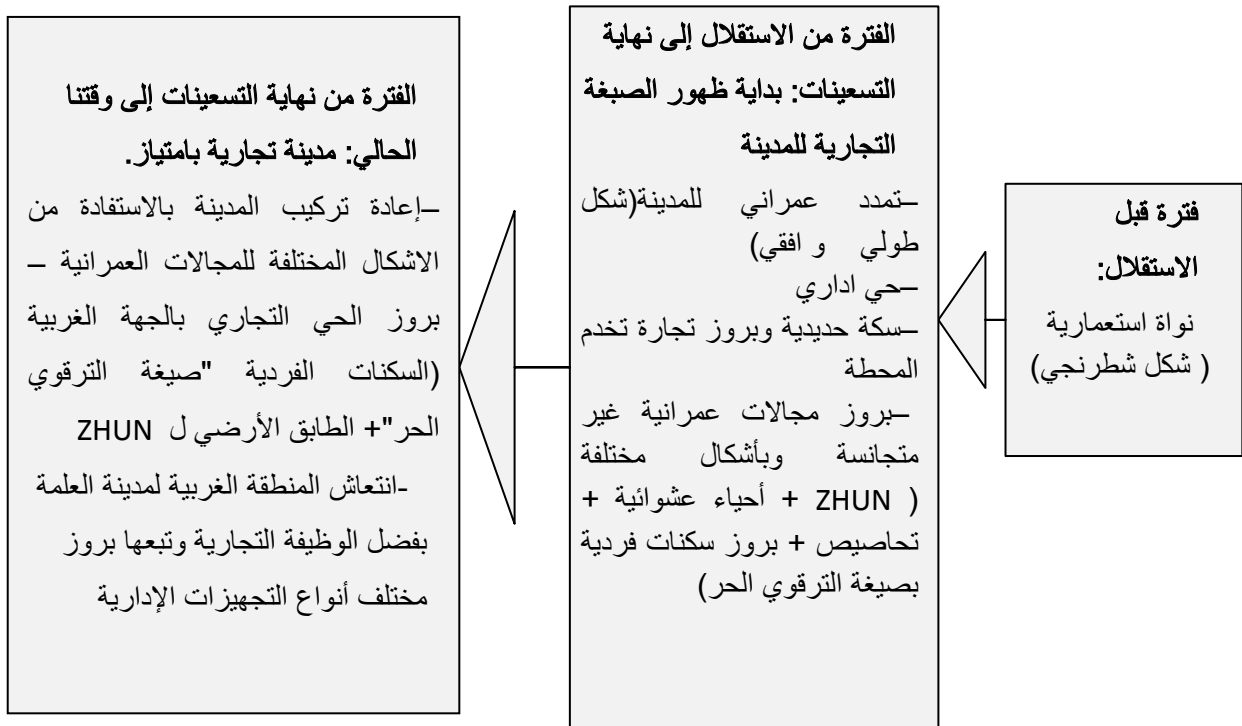 فترة قبل
الاستقلال:
نواة استعمارية
( شكل شطرنجي)
الفترة من الاستقلال إلى نهاية
التسعينات: بداية ظهور الصبغة
التجارية للمدينة
–تمدد عمراني للمدينة(شكل
طولي و افقي)
–حي اداري
–سكة حديدية وبروز تجارة تخدم
المحطة
–بروز مجالات عمرانية غير
متجانسة وبأشكال مختلفة
( ZHUN + أحياء عشوائية +
تحاصيص + بروز سكنات فردية
بصيغة الترقوي الحر)
الفترة من نهاية التسعينات إلى وقتنا
الحالي: مدينة تجارية بامتياز.
–إعادة تركيب المدينة بالاستفادة من
الاشكال المختلفة للمجالات العمرانية –
بروز الحي التجاري بالجهة الغربية
(السكنات الفردية "صيغة الترقوي
الحر"+ الطابق الأرضي ل ZHUN
-انتعاش المنطقة الغربية لمدينة العلمة
بفضل الوظيفة التجارية وتبعها بروز
مختلف أنواع التجهيزات الإدارية